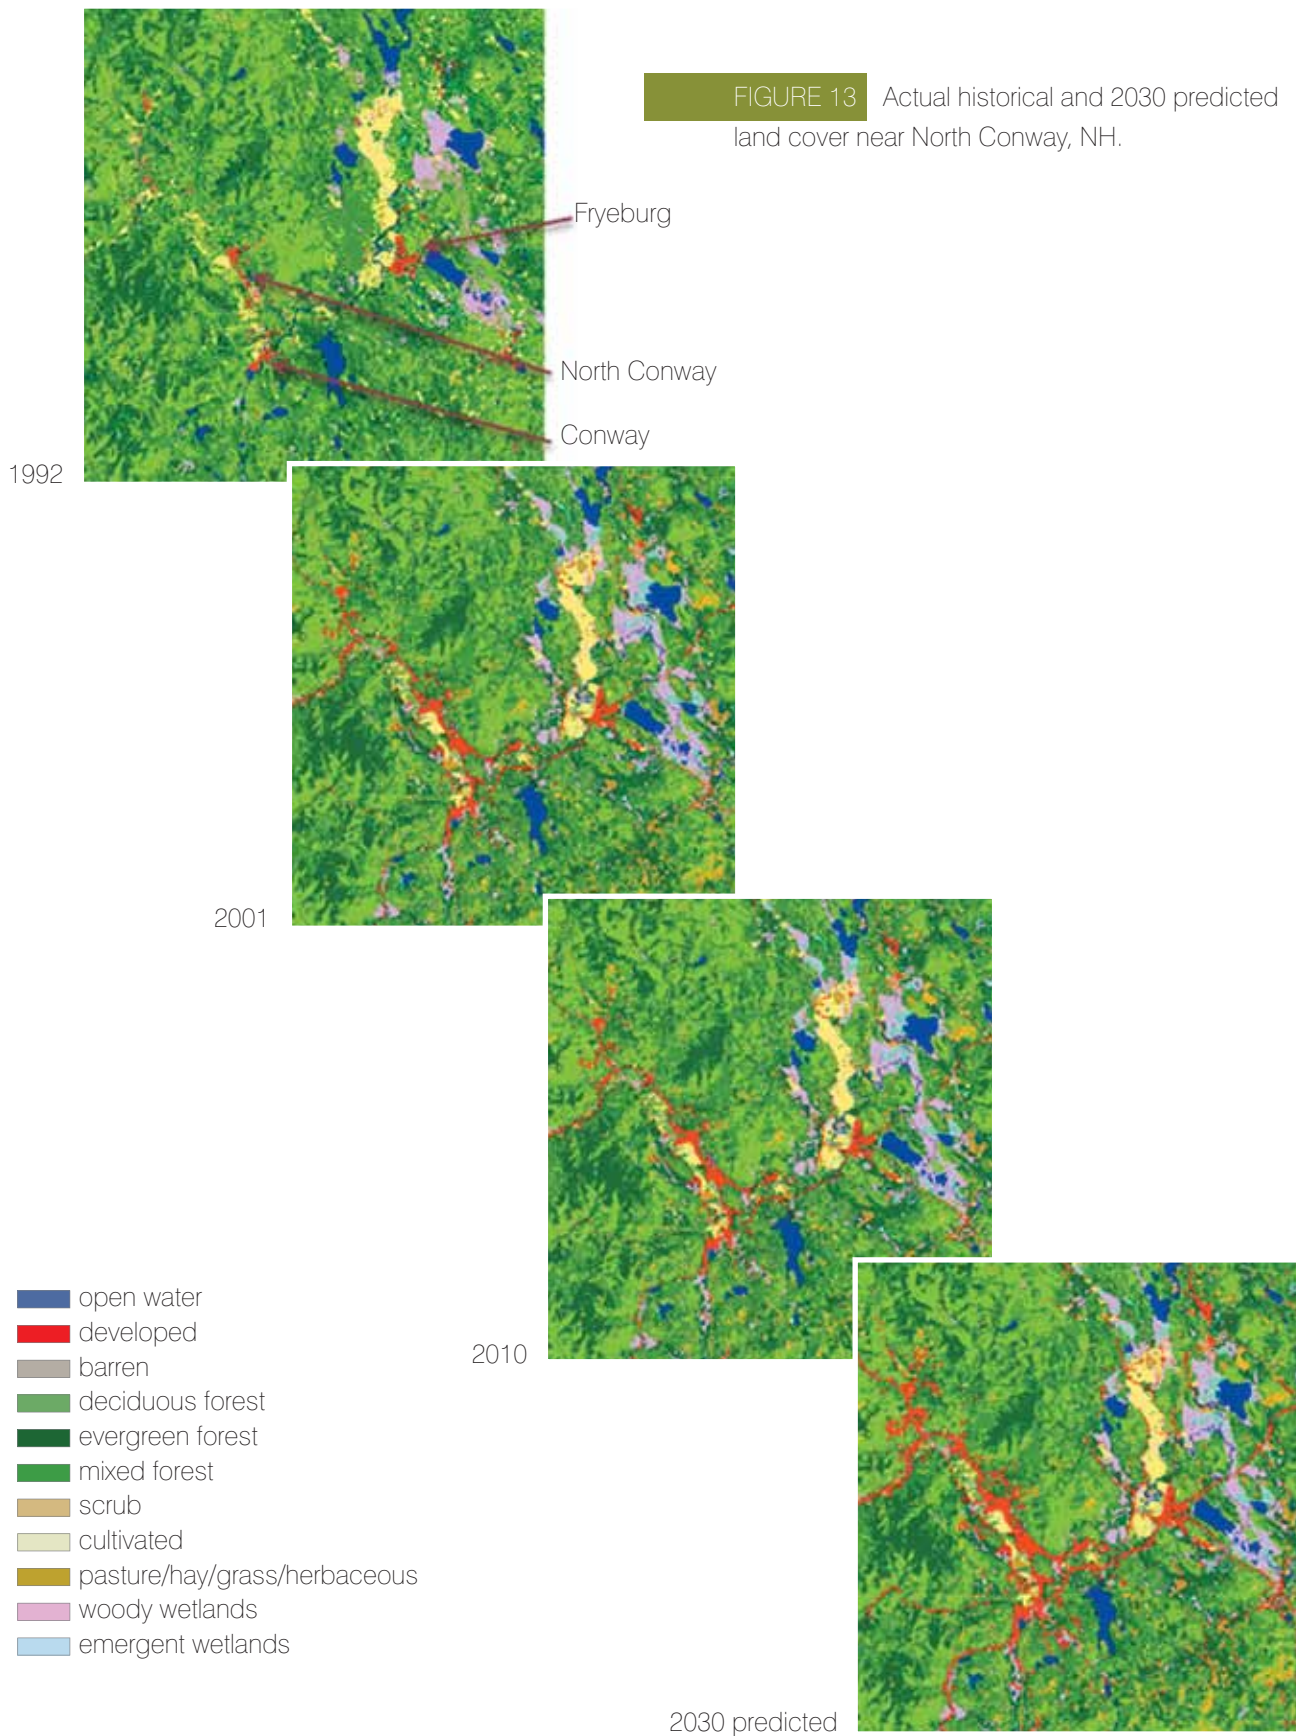 FIGURE 13 Actual historical and 2030 predicted
land cover near North Conway, NH.
Fryeburg
North Conway
Conway
1992
2001
2010
open water
developed
barren
deciduous forest
evergreen forest
mixed forest
scrub
cultivated
pasture/hay/grass/herbaceous
woody wetlands
emergent wetlands
2030 predicted